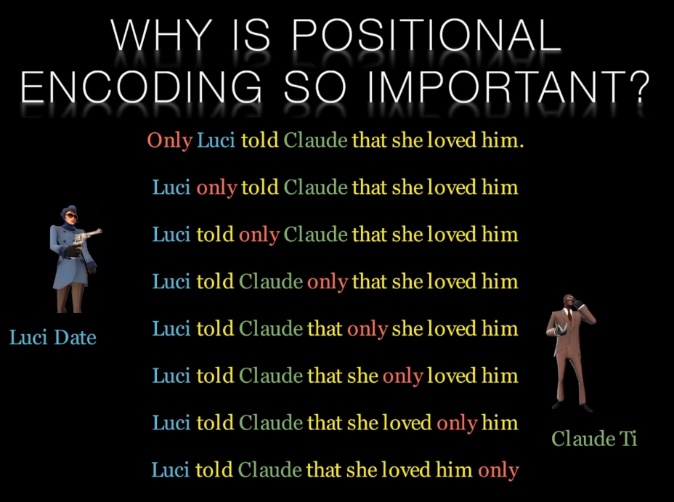 WHY IS POSITIONAL
ENCODING SO IMPORTANT?
Only Luci told Claude that she loved him.
Luci only told Claude that she loved him
Luci told only Claude that she loved him
Luci told Claude only that she loved him
Luci told Claude that only she loved him
Luci told Claude that she only loved him
Luci told Claude that she loved only him
Luci told Claude that she loved him only
Luci Date
Claude Ti